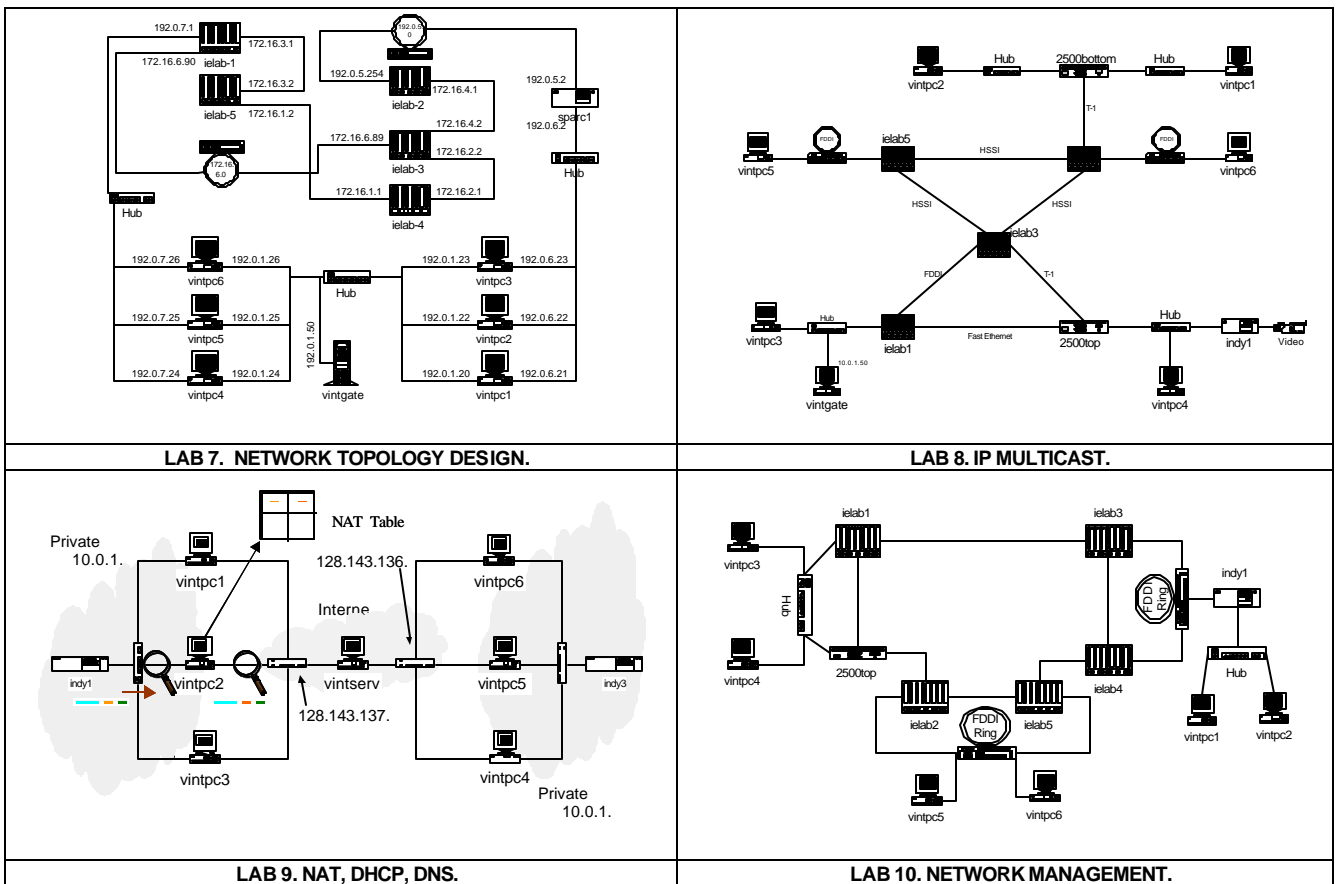 192.0.7.1
172.16.3.1
ielab-1
172.16.6.90
172.16.3.2
ielab-5
172.16.1.2
172.16.
6.0
Hub
192.0.5
0
192.0.5.254
ielab-2
172.16.4.1
172.16.4.2
172.16.6.89
172.16.2.2
ielab-3
172.16.1.1
172.16.2.1
ielab-4
192.0.5.2
sparc1
192.0.6.2
Hub
192.0.7.26
192.0.1.26
vintpc6
192.0.7.25
192.0.1.25
vintpc5
192.0.7.24
192.0.1.24
vintpc4
Hub
192.0.1.50
vintgate
192.0.1.23
192.0.6.23
vintpc3
192.0.1.22
192.0.6.22
vintpc2
192.0.1.20
192.0.6.21
vintpc1
LAB 7. NETWORK TOPOLOGY DESIGN.
vintpc2
Hub
2500bottom
Hub
vintpc1
T-1
vintpc5
FDDI
ielab5
HSSI
FDDI
vintpc6
HSSI
HSSI
ielab3
FDDI
T-1
vintpc3
Hub
10.0.1.50
vintgate
ielab1
Fast Ethernet
2500top
Hub
indy1
Video
vintpc4
LAB 8. IP MULTICAST.
Private
10.0.1.
vintpc1
NAT Table
128.143.136.
vintpc6
Interne
indy1
vintpc2
vintserv
vintpc5
indy3
128.143.137.
vintpc3
vintpc4
Private
10.0.1.
LAB 9. NAT, DHCP, DNS.
ielab1
ielab3
vintpc3
Hub
vintpc4
2500top
FDDI
Ring
indy1
ielab4
Hub
vintpc1
vintpc2
ielab2
FDDI
Ring
ielab5
vintpc5
vintpc6
LAB 10. NETWORK MANAGEMENT.